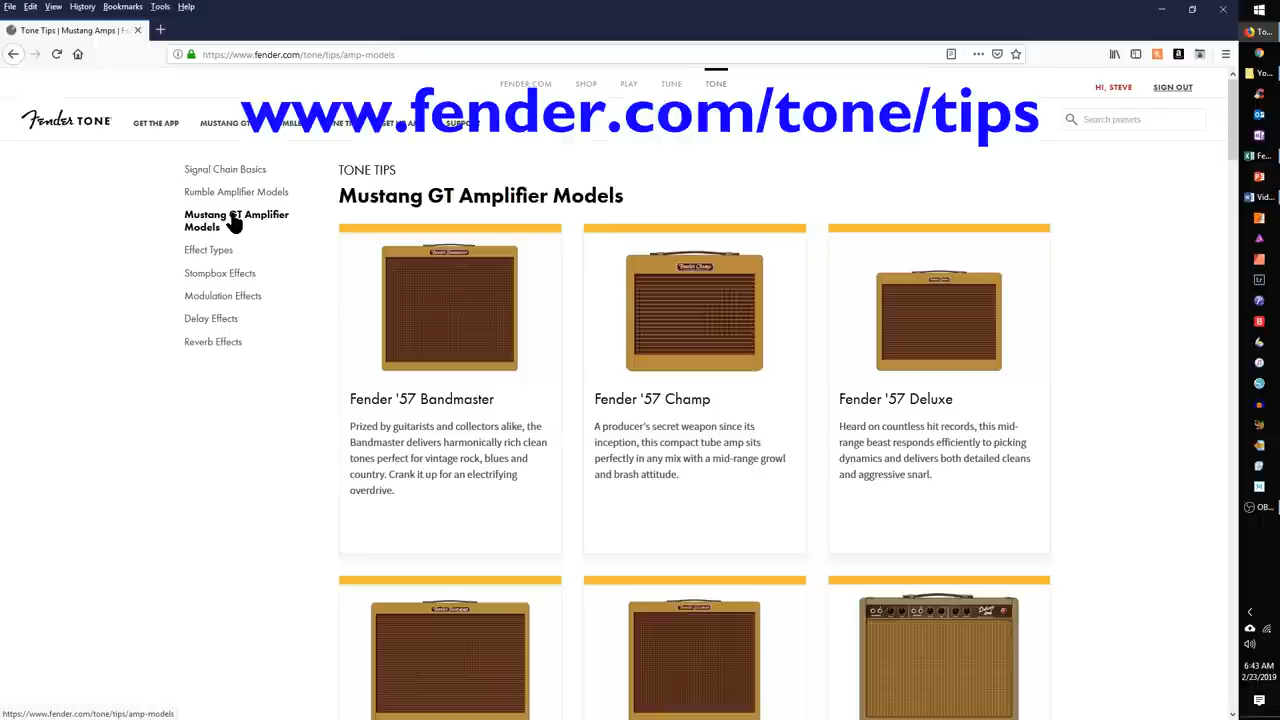 File Edit View History Bookmarks Tools Help
Tone Tips | Mustang Amps | F
https://www.fender.com/tone/tips/amp-models
FENDER.COM SHOP PLAY TUNE TONE
HI, STEVE SIGN OUT
www.fender.com/tone/tips
Fender TONE GET THE APP MUSTANG GT SUPPORT
Search presets
Signal Chain Basics
Rumble Amplifier Models
Mustang GT Amplifier
Models
Effect Types
Stompbox Effects
Modulation Effects
Delay Effects
Reverb Effects
TONE TIPS
Mustang GT Amplifier Models
Fender '57 Bandmaster
Prized by guitarists and collectors alike, the
Bandmaster delivers harmonically rich clean
tones perfect for vintage rock, blues and
country. Crank it up for an electrifying
overdrive.
Fender '57 Champ
A producer's secret weapon since its
inception, this compact tube amp sits
perfectly in any mix with a mid-range growl
and brash attitude.
Fender '57 Deluxe
Heard on countless hit records, this mid-
range beast responds efficiently to picking
dynamics and delivers both detailed cleans
and aggressive snarl.
https://www.fender.com/tone/tips/amp-models
To...
Yo...
Fe...
Vid...
OB...
6:43 AM
2/23/2019